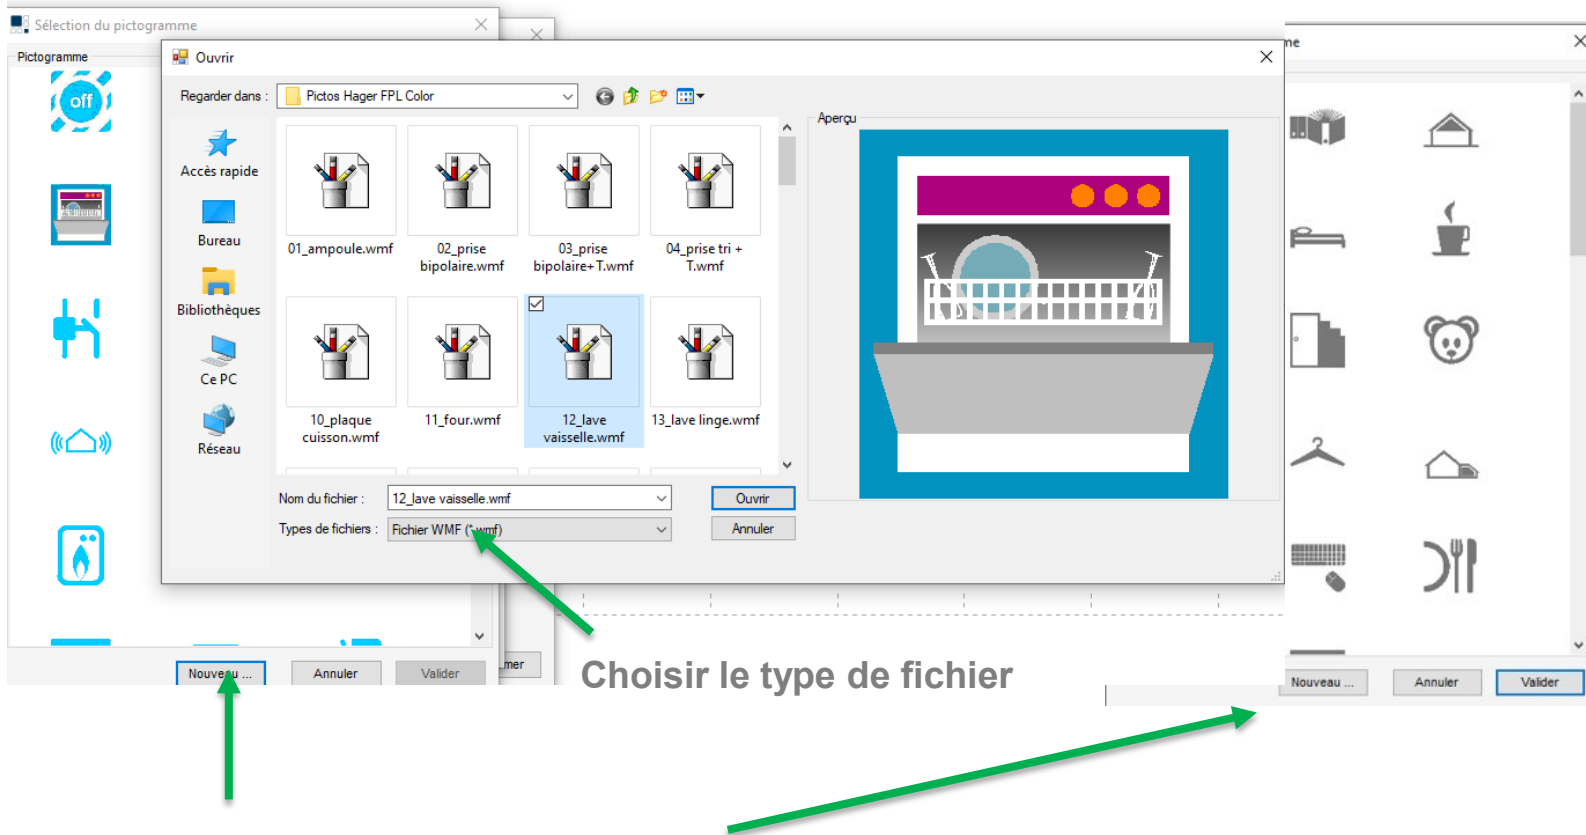 Sélection du pictogramme
Pictogramme
off
Ouvrir
Regarder dans :
Pictos Hager FPL Color
Accès rapide
Bureau
Bibliothèques
Ce PC
Réseau
01_ampoule.wmf
02_prise
bipolaire.wmf
03_prise
bipolaire+T.wmf
04_prise tri +
T.wmf
10_plaque
cuisson.wmf
11_four.wmf
12_lave
vaisselle.wmf
13_lave linge.wmf
Nom du fichier :
12_lave vaisselle.wmf
Ouvrir
Types de fichiers :
Fichier WMF (*.wmf)
Annuler
Aperçu
me
Nouveau ...
Annuler
Valider
mer
Choisir le type de fichier
Nouveau ...
Annuler
Valider